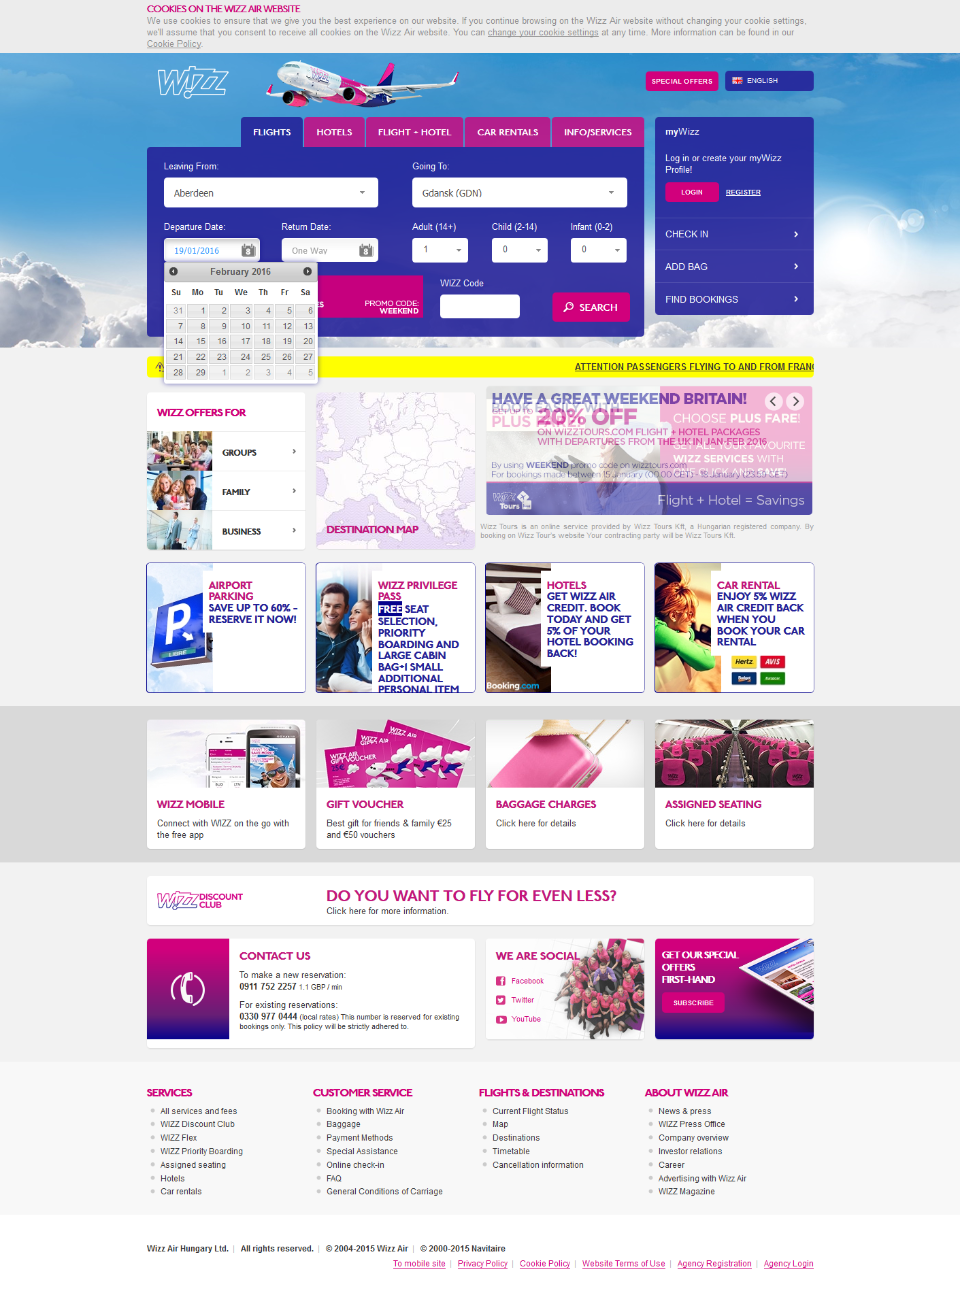 COOKIES ON THE WIZZ AIR WEBSITE
We use cookies to ensure that we give you the best experience on our website. If you continue browsing on the Wizz Air website without changing your cookie settings,
we'll assume that you consent to receive all cookies on the Wizz Air website. You can change your cookie settings at any time. More information can be found in our
Cookie Policy.
WIZZ
SPECIAL OFFERS
ENGLISH
FLIGHTS
HOTELS
FLIGHT + HOTEL
CAR RENTALS
INFO/SERVICES
myWizz
Log in or create your myWizz
Profile!
LOGIN
REGISTER
CHECK IN
ADD BAG
FIND BOOKINGS
Leaving From:
Going To:
Aberdeen
Gdansk (GDN)
Departure Date:
Return Date:
Adult (14+)
Child (2-14)
Infant (0-2)
19/01/2016
One Way
1
0
0
February 2016
Su Mo Tu We Th Fr Sa
31 1 2 3 4 5 6
7 8 9 10 11 12 13
14 15 16 17 18 19 20
21 22 23 24 25 26 27
28 29 1 2 3 4 5
PROMO CODE:
WEEKEND
WIZZ Code
SEARCH
ATTENTION PASSENGERS FLYING TO AND FROM FRANC
WIZZ OFFERS FOR
GROUPS
FAMILY
BUSINESS
DESTINATION MAP
HAVE A GREAT WEEKEND BRITAIN!
20% OFF
ON WIZZTOURS.COM FLIGHT + HOTEL PACKAGES
WITH DEPARTURES FROM THE UK IN JAN-FEB 2016
By using WEEKEND promo code on wizztours.com
CHOOSE PLUS FARE!
WIZZ SERVICES WITH
Tours
Flight + Hotel = Savings
Wizz Tours is an online service provided by Wizz Tours Kft, a Hungarian registered company. By
booking on Wizz Tour's website Your contracting party will be Wizz Tours Kft.
AIRPORT
PARKING
SAVE UP TO 60% -
RESERVE IT NOW!
WIZZ PRIVILEGE
PASS
FREE SEAT
SELECTION,
PRIORITY
BOARDING AND
LARGE CABIN
BAG+1 SMALL
ADDITIONAL
PERSONAL ITEM
HOTELS
GET WIZZ AIR
CREDIT. BOOK
TODAY AND GET
5% OF YOUR
HOTEL BOOKING
BACK!
Booking.com
CAR RENTAL
ENJOY 5% WIZZ
AIR CREDIT BACK
WHEN YOU
BOOK YOUR CAR
RENTAL
Hertz
AVIS
WIZZ MOBILE
Connect with WIZZ on the go with
the free app
GIFT VOUCHER
Best gift for friends & family €25
and €50 vouchers
BAGGAGE CHARGES
Click here for details
ASSIGNED SEATING
Click here for details
WIZZ DISCOUNT
CLUB
DO YOU WANT TO FLY FOR EVEN LESS?
Click here for more information.
CONTACT US
To make a new reservation:
0911 752 2257 1.1 GBP / min
For existing reservations:
0330 977 0444 (local rates) This number is reserved for existing
bookings only. This policy will be strictly adhered to.
WE ARE SOCIAL
Facebook
Twitter
YouTube
GET OUR SPECIAL
OFFERS
FIRST-HAND
SUBSCRIBE
SERVICES
All services and fees
WIZZ Discount Club
WIZZ Flex
WIZZ Priority Boarding
Assigned seating
Hotels
Car rentals
CUSTOMER SERVICE
Booking with Wizz Air
Baggage
Payment Methods
Special Assistance
Online check-in
FAQ
General Conditions of Carriage
FLIGHTS & DESTINATIONS
Current Flight Status
Map
Destinations
Timetable
Cancellation information
ABOUT WIZZ AIR
News & press
WIZZ Press Office
Company overview
Investor relations
Career
Advertising with Wizz Air
WIZZ Magazine
Wizz Air Hungary Ltd. | All rights reserved. | © 2004-2015 Wizz Air | © 2000-2015 Navitaire
To mobile site | Privacy Policy | Cookie Policy | Website Terms of Use | Agency Registration | Agency Login